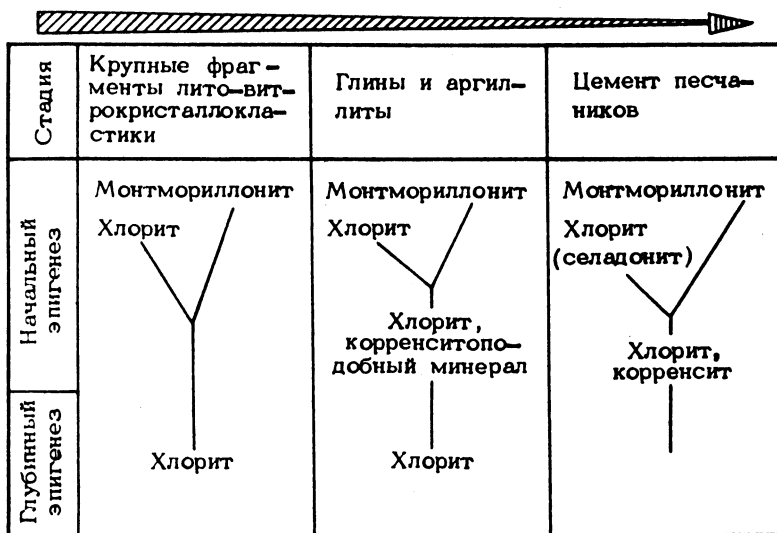 Стадия
Крупные фраг-
менты лито-вит-
рокристаллокла-
стики
Глины и аргил-
литы
Цемент песча-
ников
Начальный
эпигенез
Монтмориллонит
Хлорит
Монтмориллонит
Хлорит
Хлорит,
корренситопо-
добный минерал
Монтмориллонит
Хлорит
(селадонит)
Хлорит,
корренсит
Глубинный
эпигенез
Хлорит
Хлорит